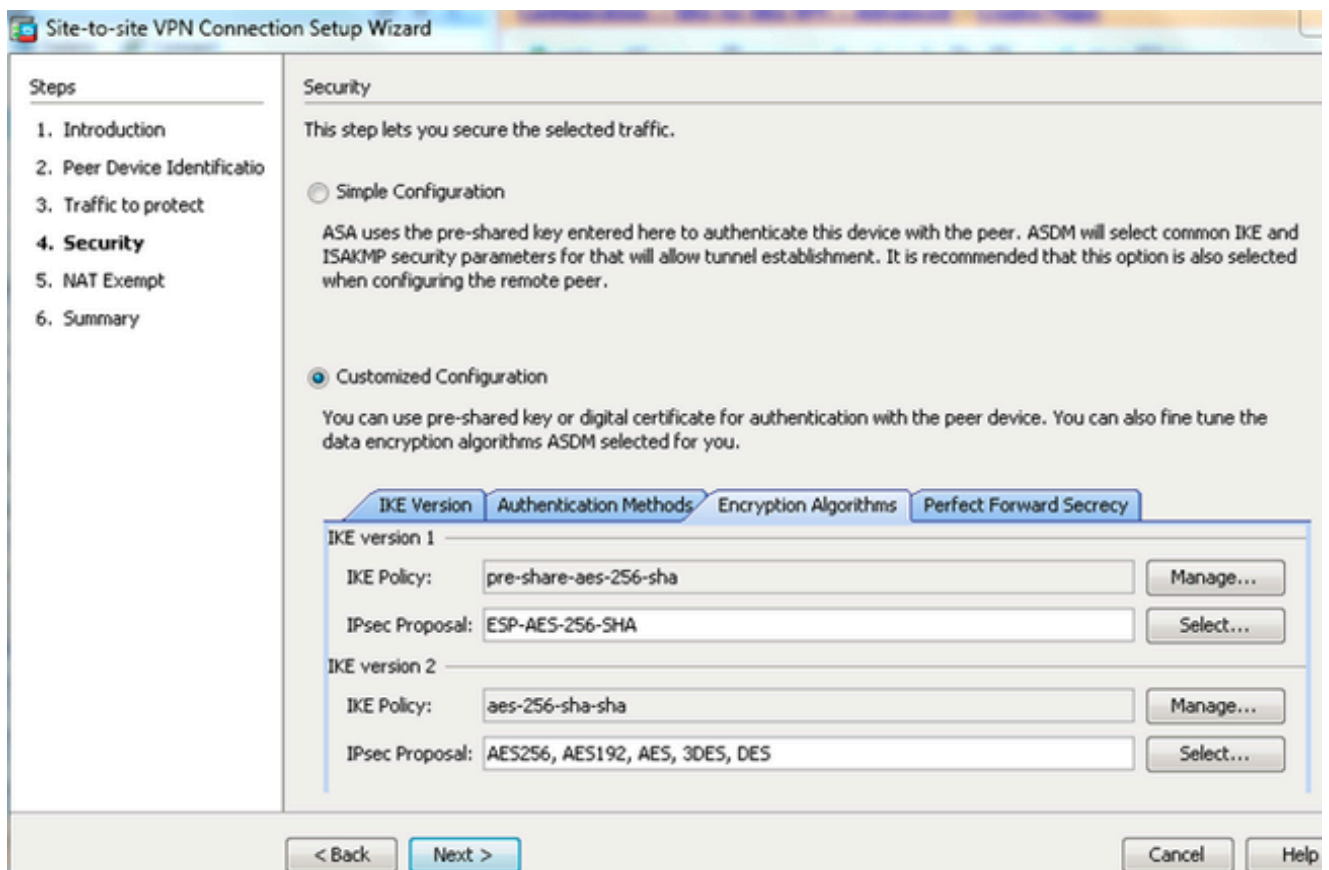 Site-to-site VPN Connection Setup Wizard
Steps
1. Introduction
2. Peer Device Identificatio
3. Traffic to protect
4. Security
5. NAT Exempt
6. Summary
Security
This step lets you secure the selected traffic.
Simple Configuration
ASA uses the pre-shared key entered here to authenticate this device with the peer. ASDM will select common IKE and
ISAKMP security parameters for that will allow tunnel establishment. It is recommended that this option is also selected
when configuring the remote peer.
Customized Configuration
You can use pre-shared key or digital certificate for authentication with the peer device. You can also fine tune the
data encryption algorithms ASDM selected for you.
IKE Version Authentication Methods Encryption Algorithms Perfect Forward Secrecy
IKE version 1
IKE Policy: pre-share-aes-256-sha Manage...
IPsec Proposal: ESP-AES-256-SHA Select...
IKE version 2
IKE Policy: aes-256-sha-sha Manage...
IPsec Proposal: AES256, AES192, AES, 3DES, DES Select...
< Back Next > Cancel Help